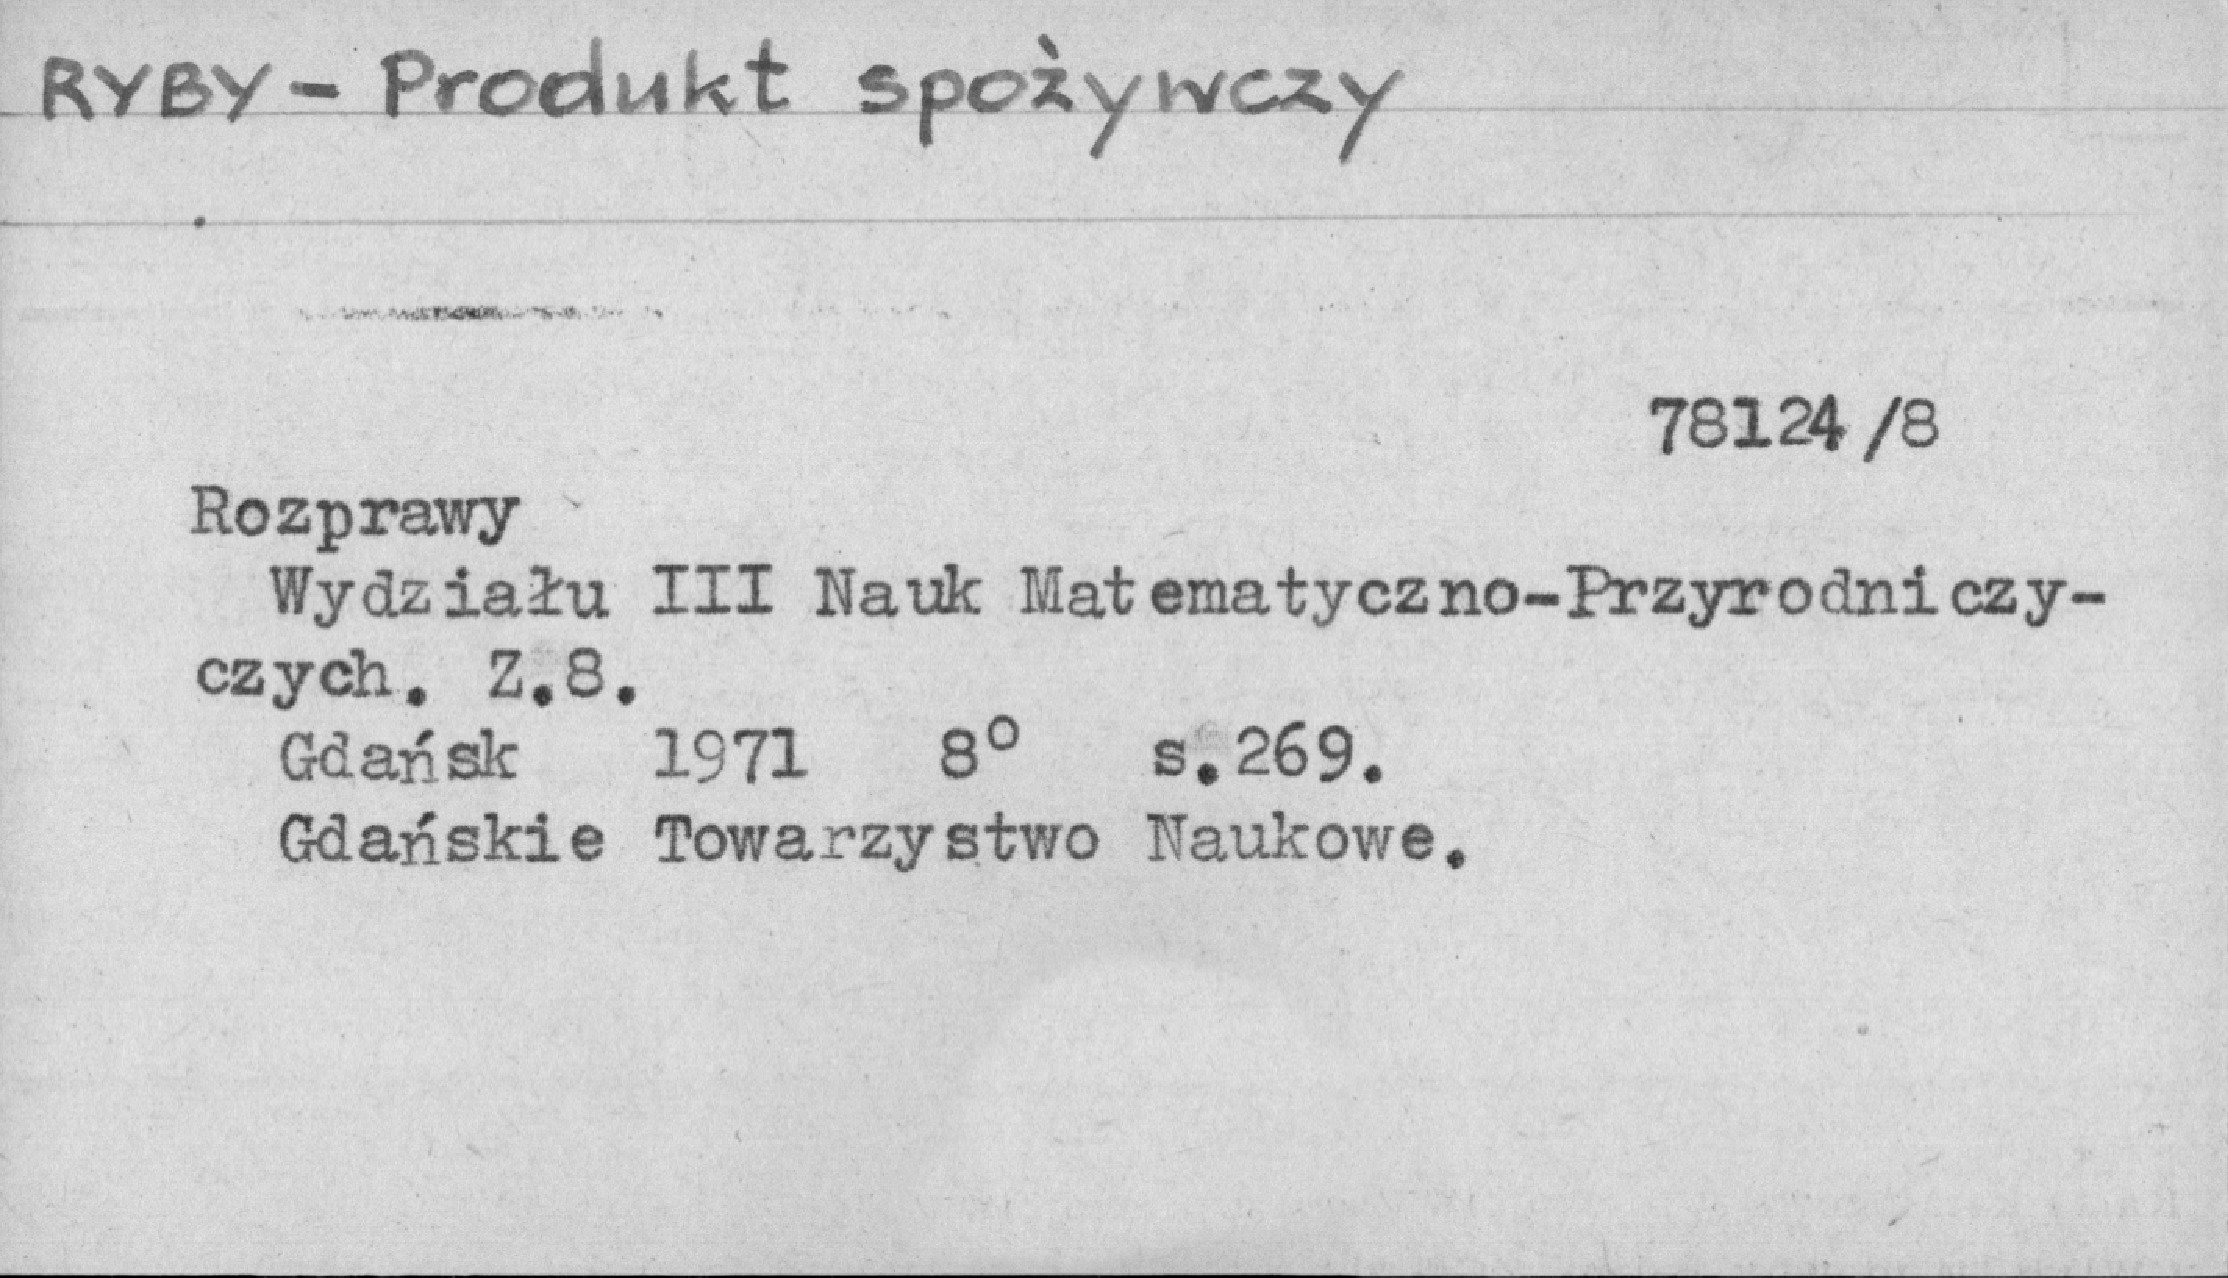 RYBY - Produkt spożywczy
78124/8
Rozprawy
Wydziału III Nauk Matematyczno-Przyrodniczy-
czych. Z.8.
Gdańsk 1971 8° s.269.
Gdańskie Towarzystwo Naukowe.